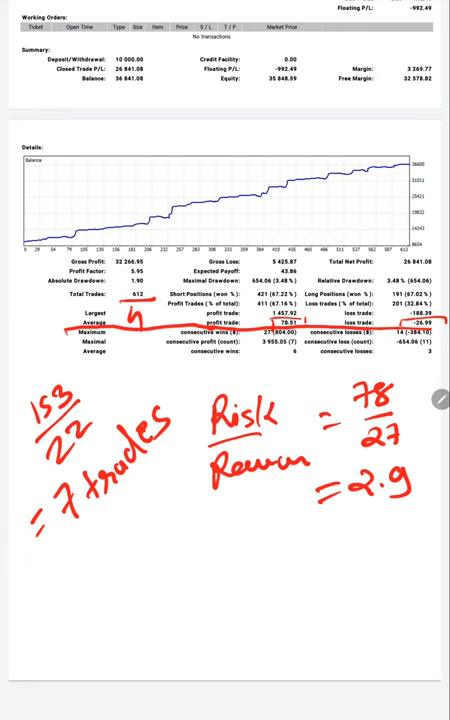 Floating P/L: -992.49
Working Orders:
Ticket Open Time Type Size Item Price S / L T / P Market Price
No transactions
Summary:
Deposit/Withdrawal: 10 000.00 Credit Facility: 0.00
Closed Trade P/L: 26 841.08 Floating P/L: -992.49 Margin: 3 269.77
Balance: 36 841.08 Equity: 35 848.59 Free Margin: 32 578.82
Details:
Balance
36600
31011
25421
19832
14243
8654
0 29 54 79 105 130 155 181 206 232 257 283 308 333 359 384 410 435 460 486 511 537 562 587 613
Gross Profit: 32 266.95 Gross Loss: 5 425.87 Total Net Profit: 26 841.08
Profit Factor: 5.95 Expected Payoff: 43.86
Absolute Drawdown: 1.90 Maximal Drawdown: 654.06 (3.48 %) Relative Drawdown: 3.48 % (654.06)
Total Trades: 612 Short Positions (won %): 421 (67.22 %) Long Positions (won %): 191 (67.02 %)
Profit Trades (% of total): 411 (67.16 %) Loss trades (% of total): 201 (32.84 %)
Largest profit trade: 1 457.92 loss trade: -188.39
Average profit trade: 78.51 loss trade: -26.99
Maximum consecutive wins ($): 27 (804.00) consecutive losses ($): 14 (-384.10)
Maximal consecutive profit (count): 3 955.05 (7) consecutive loss (count): -654.06 (11)
Average consecutive wins: 6 consecutive losses: 3
153
22
= 7 trades
Risk
= 78
27
= 2.9